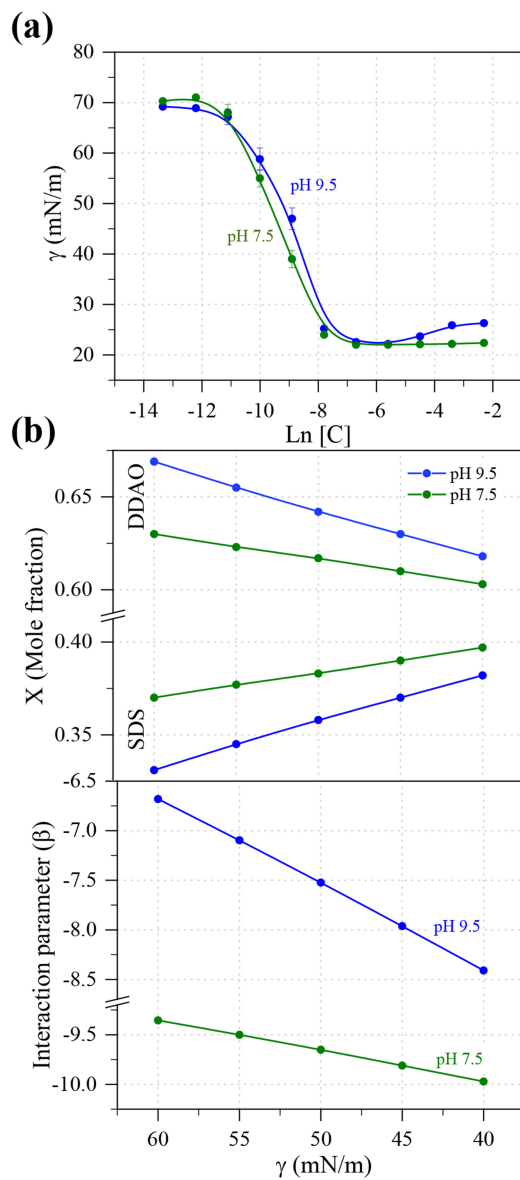 (a)
80
70
60
50
40
30
20
γ (mN/m)
pH 9.5
pH 7.5
-14 -12 -10 -8 -6 -4 -2
Ln [C]
(b)
pH 9.5
pH 7.5
DDAO
0.65
0.60
X (Mole fraction)
0.40
0.35
SDS
-6.5
-7.0
-7.5
-8.0
-8.5
-9.5
-10.0
Interaction parameter (β)
pH 9.5
pH 7.5
60 55 50 45 40
γ (mN/m)